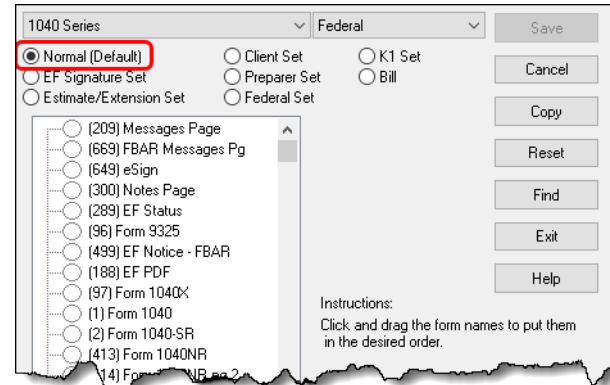 1040 Series
Federal
Save
Normal (Default)
Client Set
K1 Set
EF Signature Set
Preparer Set
Bill
Cancel
Estimate/Extension Set
Federal Set
Copy
(209) Messages Page
(669) FBAR Messages Pg
Reset
(649) eSign
(300) Notes Page
Find
(289) EF Status
(96) Form 9325
Exit
(499) EF Notice - FBAR
(188) EF PDF
Help
(97) Form 1040X
Instructions:
(1) Form 1040
Click and drag the form names to put them
(2) Form 1040-SR
in the desired order.
(413) Form 1040NR